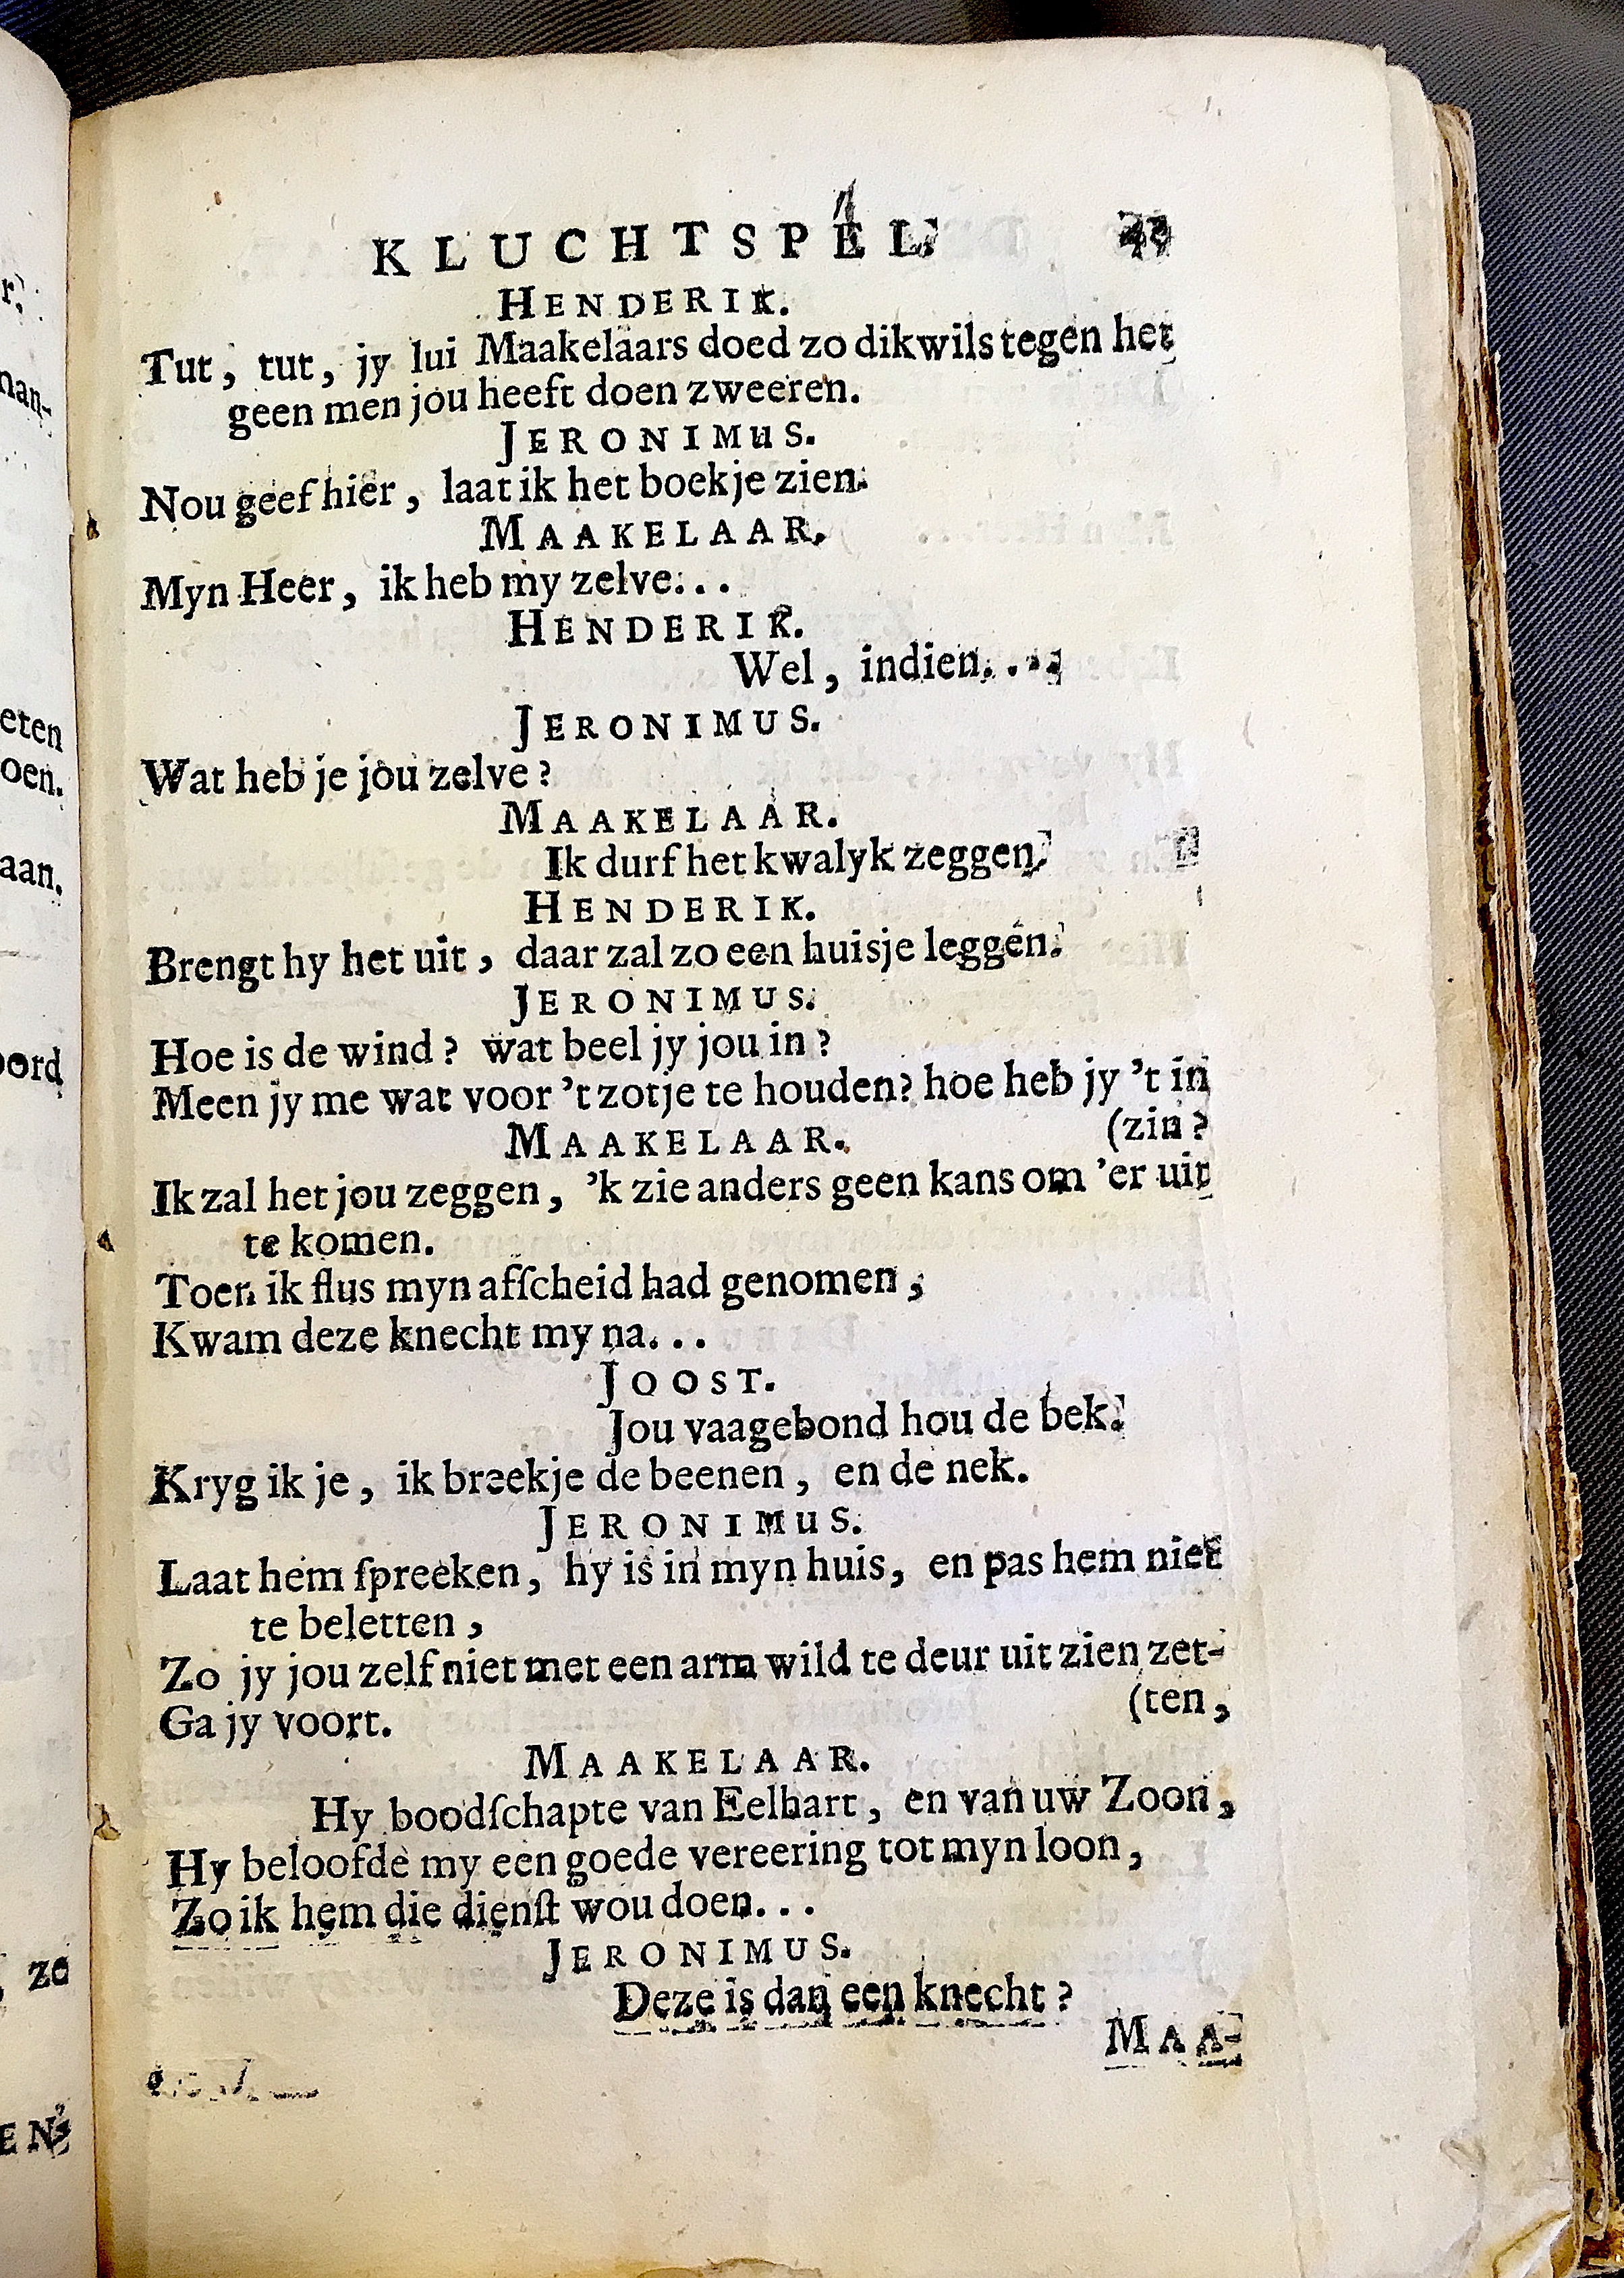 KLUCHTSPEL
HENDERIK.
Tut, tut, jy lui Maakelaars doed zo dikwils tegen het
geen men jou heeft doen zweeren.
JERONIMUS.
Nou geef hier, laat ik het boekje zien.
MAAKELAAR.
Myn Heer, ik heb my zelve...
HENDERIK.
Wel, indien....
JERONIMUS.
Wat heb je jou zelve?
MAAKELAAR.
Ik durf het kwalyk zeggen.
HENDERIK.
Brengt hy het uit, daar zal zo een huisje leggen.
JERONIMUS.
Hoe is de wind? wat beel jy jou in?
Meen jy me wat voor 't zotje te houden? hoe heb jy 't in
(zin?
MAAKELAAR.
Ik zal het jou zeggen, 'k zie anders geen kans om 'er uit
te komen.
Toen ik flus myn afſcheid had genomen,
Kwam deze knecht my na...
JOOST.
Jou vaagebond hou de bek.
Kryg ik je, ik breekje de beenen, en de nek.
JERONIMUS.
Laat hem ſpreeken, hy is in myn huis, en pas hem niet
te beletten,
Zo jy jou zelf niet met een arm wild te deur uit zien zet-
(ten,
Ga jy voort.
MAAKELAAR.
Hy boodſchapte van Eelhart, en van uw Zoon,
Hy beloofde my een goede vereering tot myn loon,
Zo ik hem die dienſt wou doen...
JERONIMUS.
Deze is dan een knecht?
MAA-